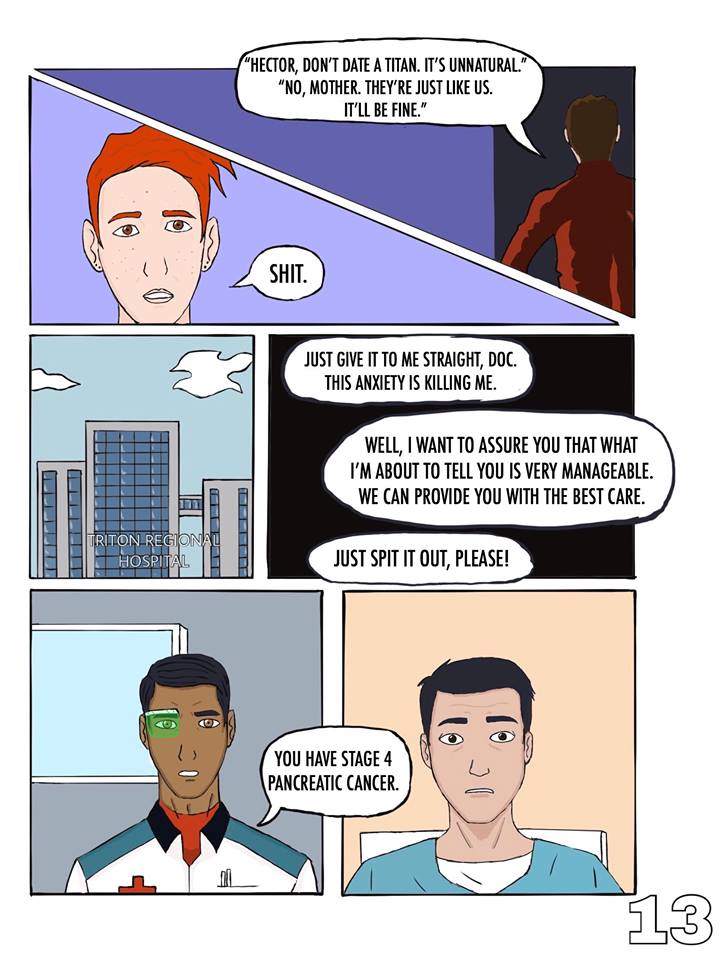 "HECTOR, DON'T DATE A TITAN. IT'S UNNATURAL."
"NO, MOTHER. THEY'RE JUST LIKE US.
IT'LL BE FINE."
SHIT.
TRITON REGIONAL
HOSPITAL
JUST GIVE IT TO ME STRAIGHT, DOC.
THIS ANXIETY IS KILLING ME.
WELL, I WANT TO ASSURE YOU THAT WHAT
I'M ABOUT TO TELL YOU IS VERY MANAGEABLE.
WE CAN PROVIDE YOU WITH THE BEST CARE.
JUST SPIT IT OUT, PLEASE!
YOU HAVE STAGE 4
PANCREATIC CANCER.
13